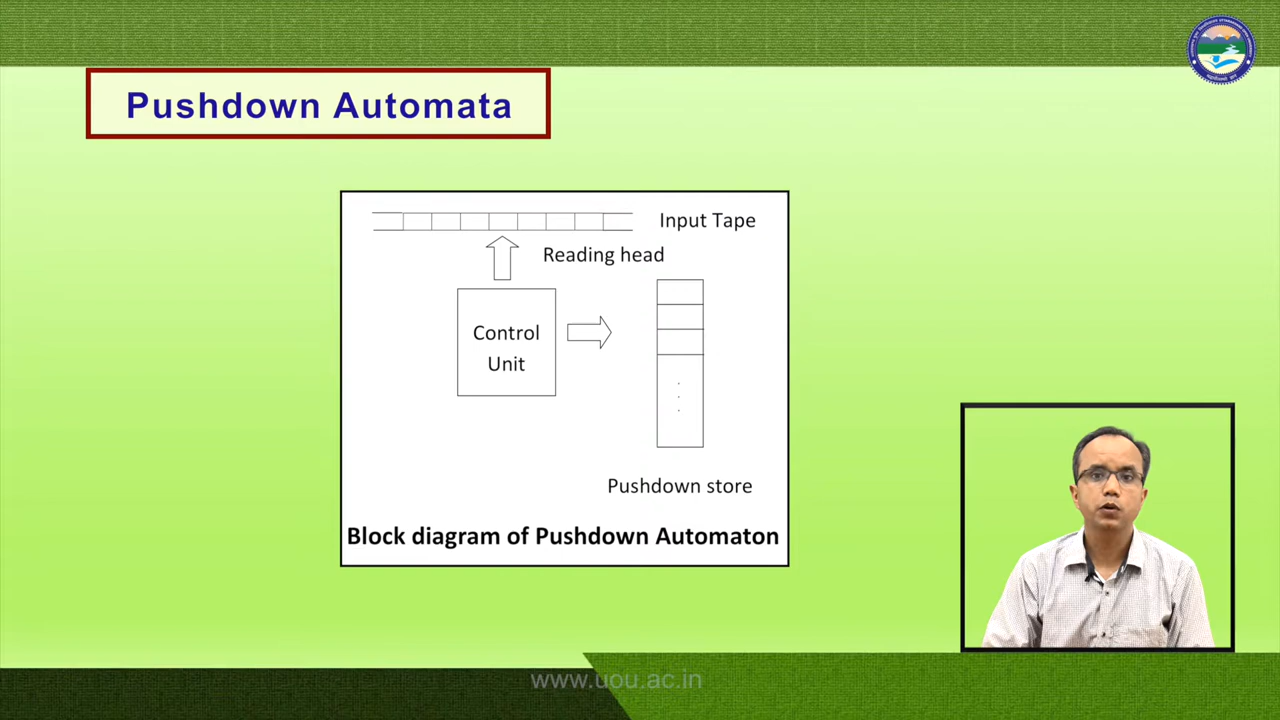 Pushdown Automata
Input Tape
Reading head
Control
Unit
Pushdown store
Block diagram of Pushdown Automaton
www.uou.ac.in